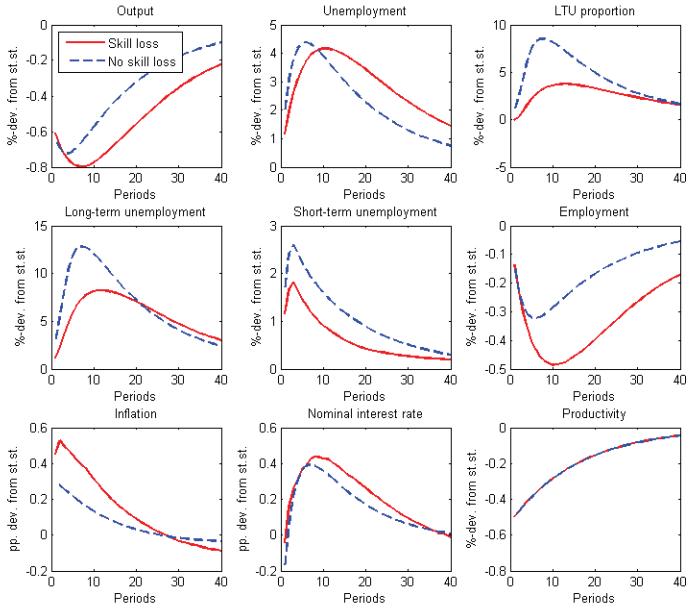 Output
%-dev. from st.st.
0
-0.2
-0.4
-0.6
-0.8
Skill loss
No skill loss
0 10 20 30 40
Periods
Unemployment
%-dev. from st.st.
5
4
3
2
1
0
0 10 20 30 40
Periods
LTU proportion
%-dev. from st.st.
10
5
0
0 20 40
Periods
Long-term unemployment
%-dev. from st.st.
15
10
5
0
0 10 20 30 40
Periods
Short-term unemployment
%-dev. from st.st.
3
2
1
0
0 10 20 30 40
Periods
Employment
%-dev. from st.st.
0
-0.1
-0.2
-0.3
-0.4
-0.5
0 10 20 30 40
Periods
Inflation
pp. dev. from st.st.
0.6
0.4
0.2
0
-0.2
0 10 20 30 40
Periods
Nominal interest rate
pp. dev. from st.st.
0.6
0.4
0.2
0
-0.2
0 10 20 30 40
Periods
Productivity
%-dev. from st.st.
0
-0.2
-0.4
-0.6
-0.8
0 10 20 30 40
Periods